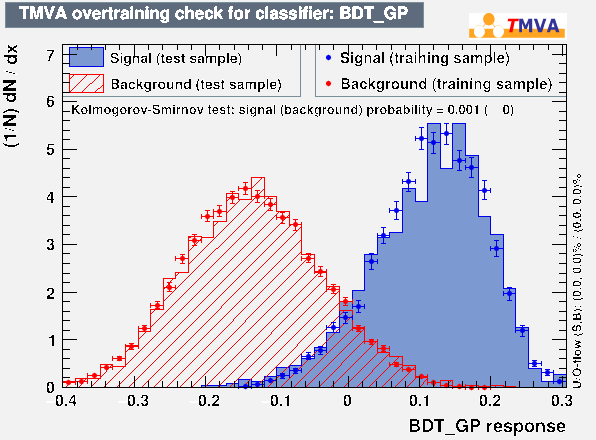 TMVA overtraining check for classifier: BDT_GP
TMVA
(1/N) dN / dx
Signal (test sample)
Background (test sample)
Signal (training sample)
Background (training sample)
Kolmogorov-Smirnov test: signal (background) probability = 0.001 ( 0)
7
6
5
4
3
2
1
0
-0.4 -0.3 -0.2 -0.1 0 0.1 0.2 0.3
BDT_GP response
U/O-flow (S,B): (0.0, 0.0)% / (0.0, 0.0)%